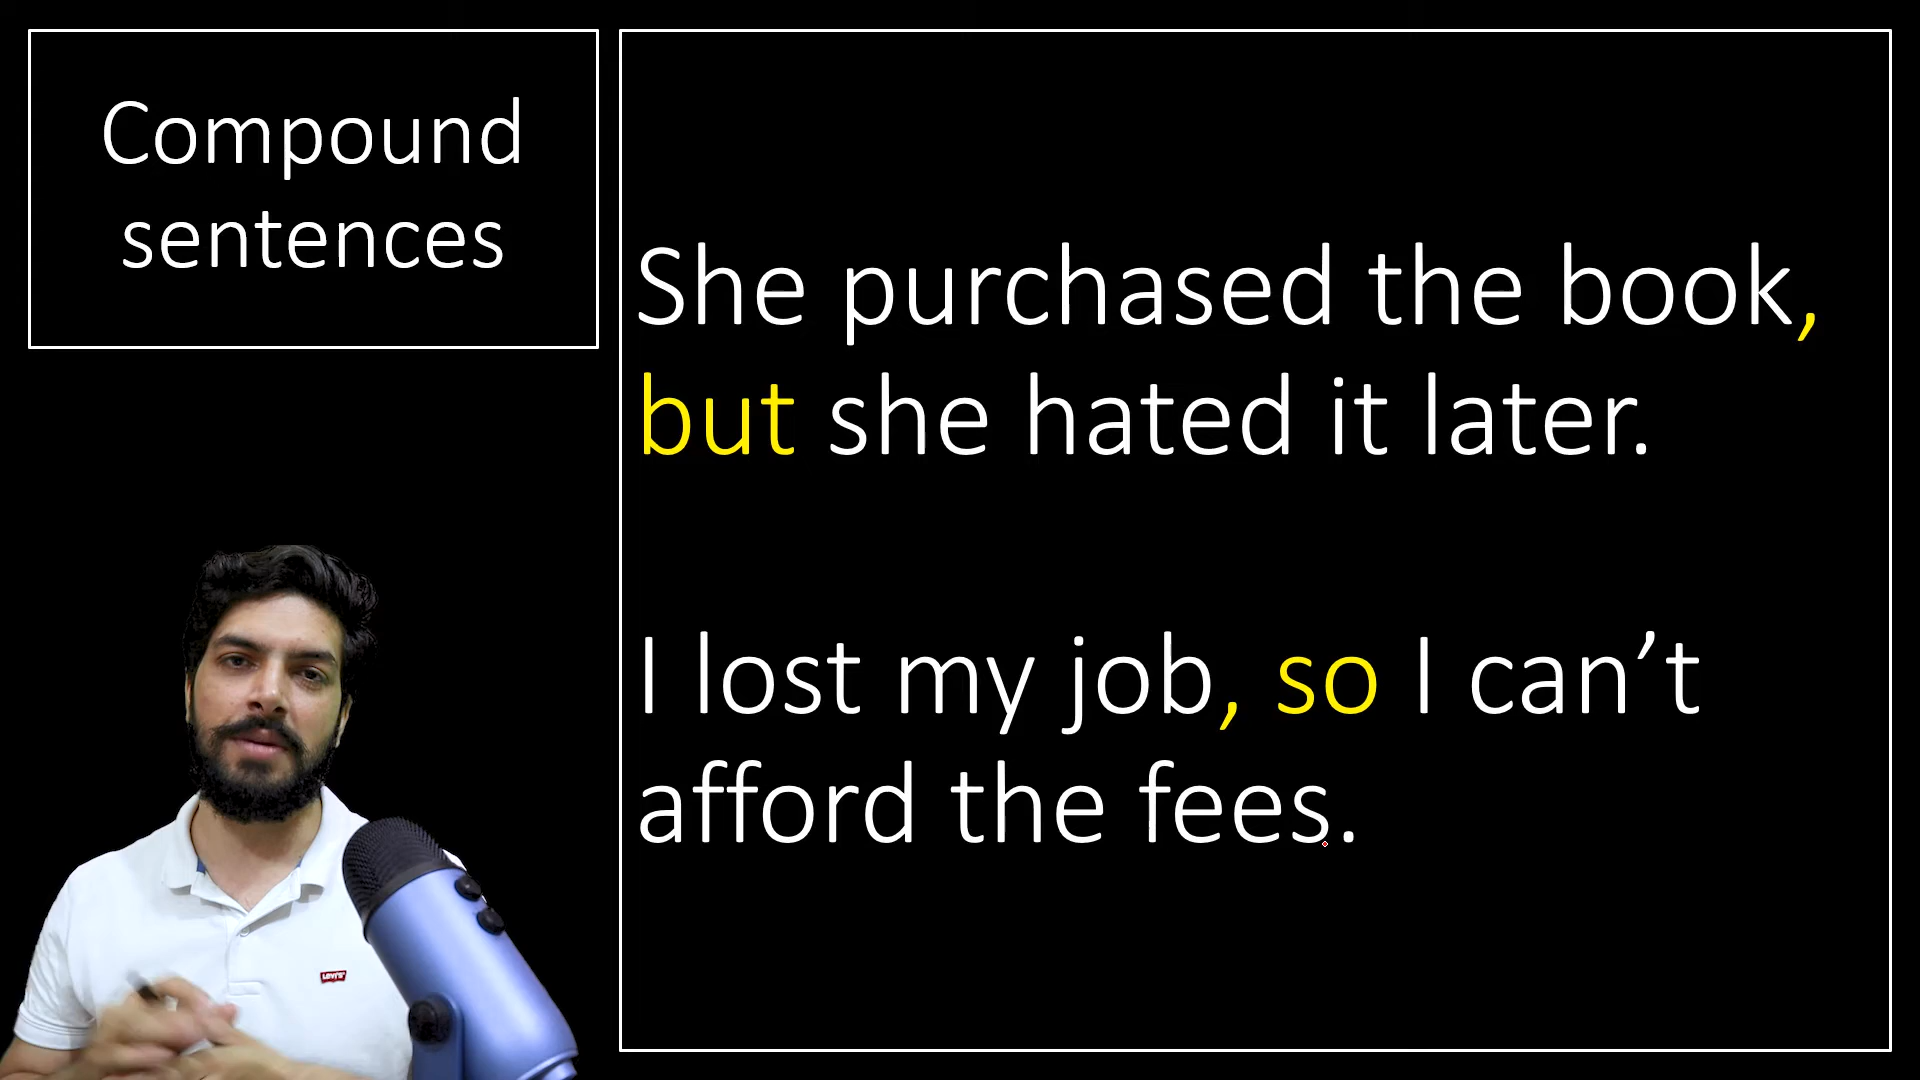 Compound
sentences
She purchased the book,
but she hated it later.
I lost my job, so I can’t
afford the fees.
Levi's